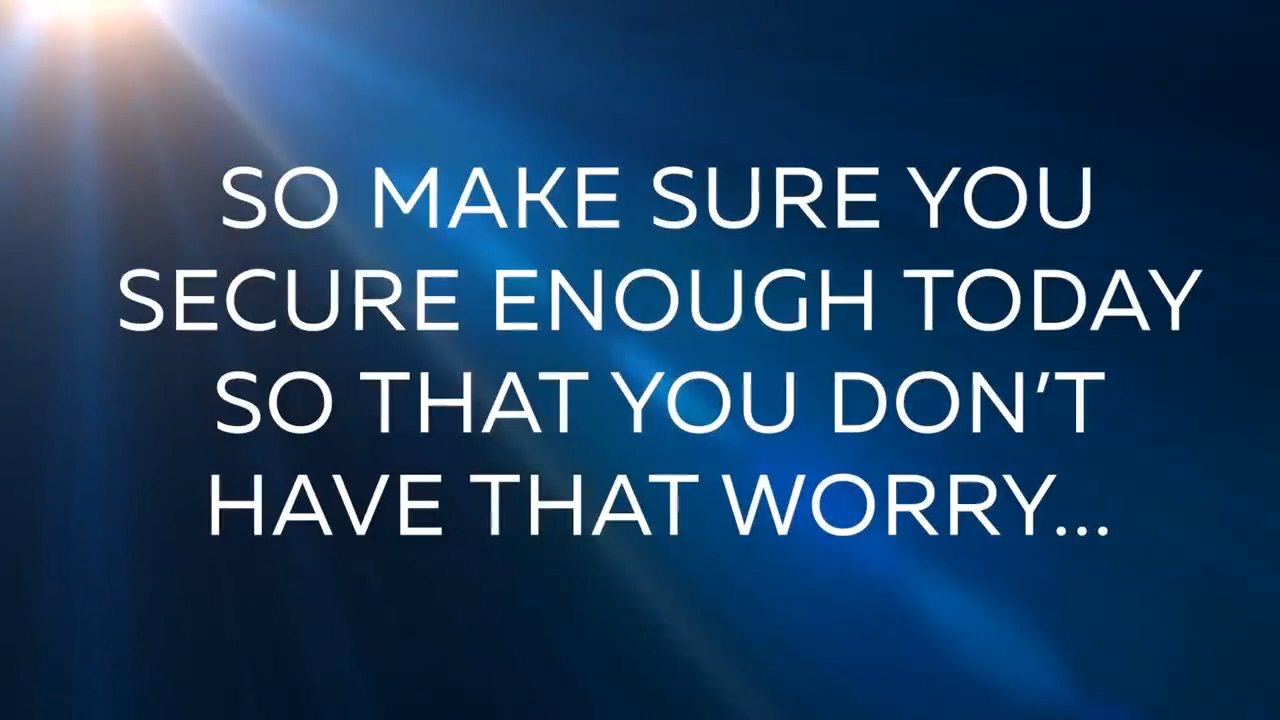 SO MAKE SURE YOU
SECURE ENOUGH TODAY
SO THAT YOU DON’T
HAVE THAT WORRY...